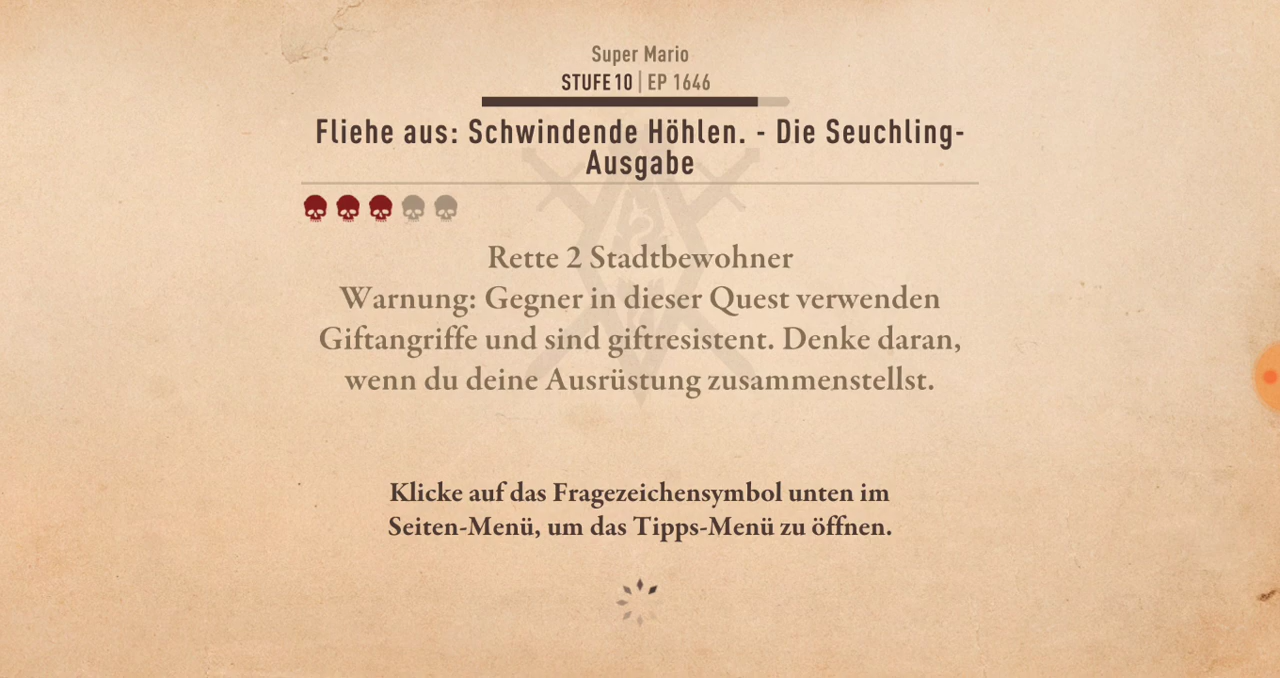 Super Mario
STUFE 10 | EP 1646
Fliehe aus: Schwindende Höhlen. - Die Seuchling-
Ausgabe
Rette 2 Stadtbewohner
Warnung: Gegner in dieser Quest verwenden
Giftangriffe und sind giftresistent. Denke daran,
wenn du deine Ausrüstung zusammenstellst.
Klicke auf das Fragezeichensymbol unten im
Seiten-Menü, um das Tipps-Menü zu öffnen.